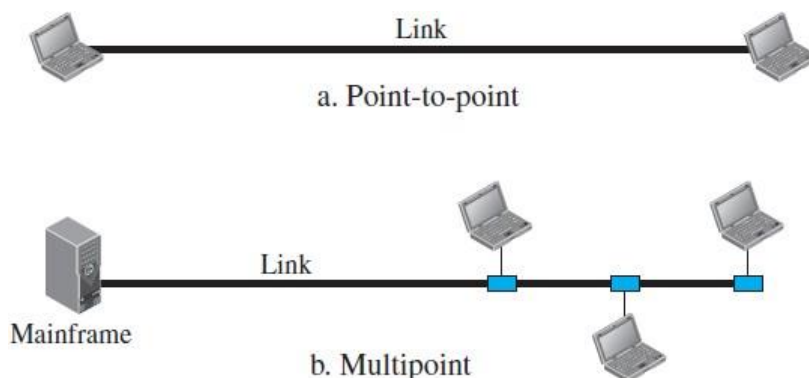 Link
a. Point-to-point
Link
Mainframe
b. Multipoint